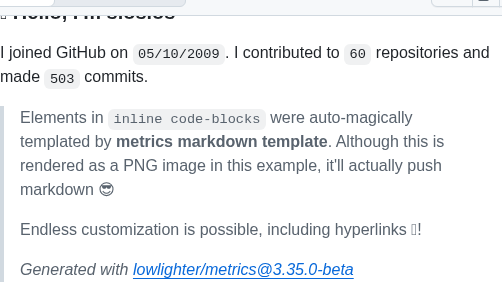 I joined GitHub on 05/10/2009. I contributed to 60 repositories and
made 503 commits.
Elements in inline code-blocks were auto-magically
templated by metrics markdown template. Although this is
rendered as a PNG image in this example, it'll actually push
markdown 😎
Endless customization is possible, including hyperlinks !
Generated with lowlighter/metrics@3.35.0-beta